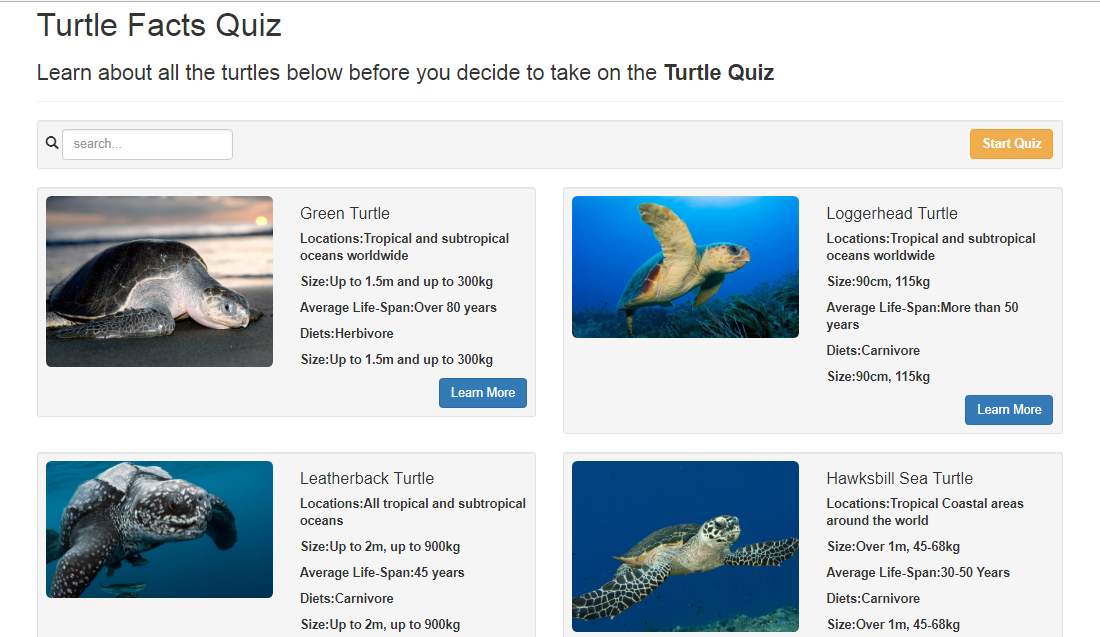 Turtle Facts Quiz
Learn about all the turtles below before you decide to take on the Turtle Quiz
search...
Start Quiz
Green Turtle
Locations:Tropical and subtropical
oceans worldwide
Size:Up to 1.5m and up to 300kg
Average Life-Span:Over 80 years
Diets:Herbivore
Size:Up to 1.5m and up to 300kg
Learn More
Loggerhead Turtle
Locations:Tropical and subtropical
oceans worldwide
Size:90cm, 115kg
Average Life-Span:More than 50
years
Diets:Carnivore
Size:90cm, 115kg
Learn More
Leatherback Turtle
Locations:All tropical and subtropical
oceans
Size:Up to 2m, up to 900kg
Average Life-Span:45 years
Diets:Carnivore
Size:Up to 2m, up to 900kg
Hawksbill Sea Turtle
Locations:Tropical Coastal areas
around the world
Size:Over 1m, 45-68kg
Average Life-Span:30-50 Years
Diets:Carnivore
Size:Over 1m, 45-68kg